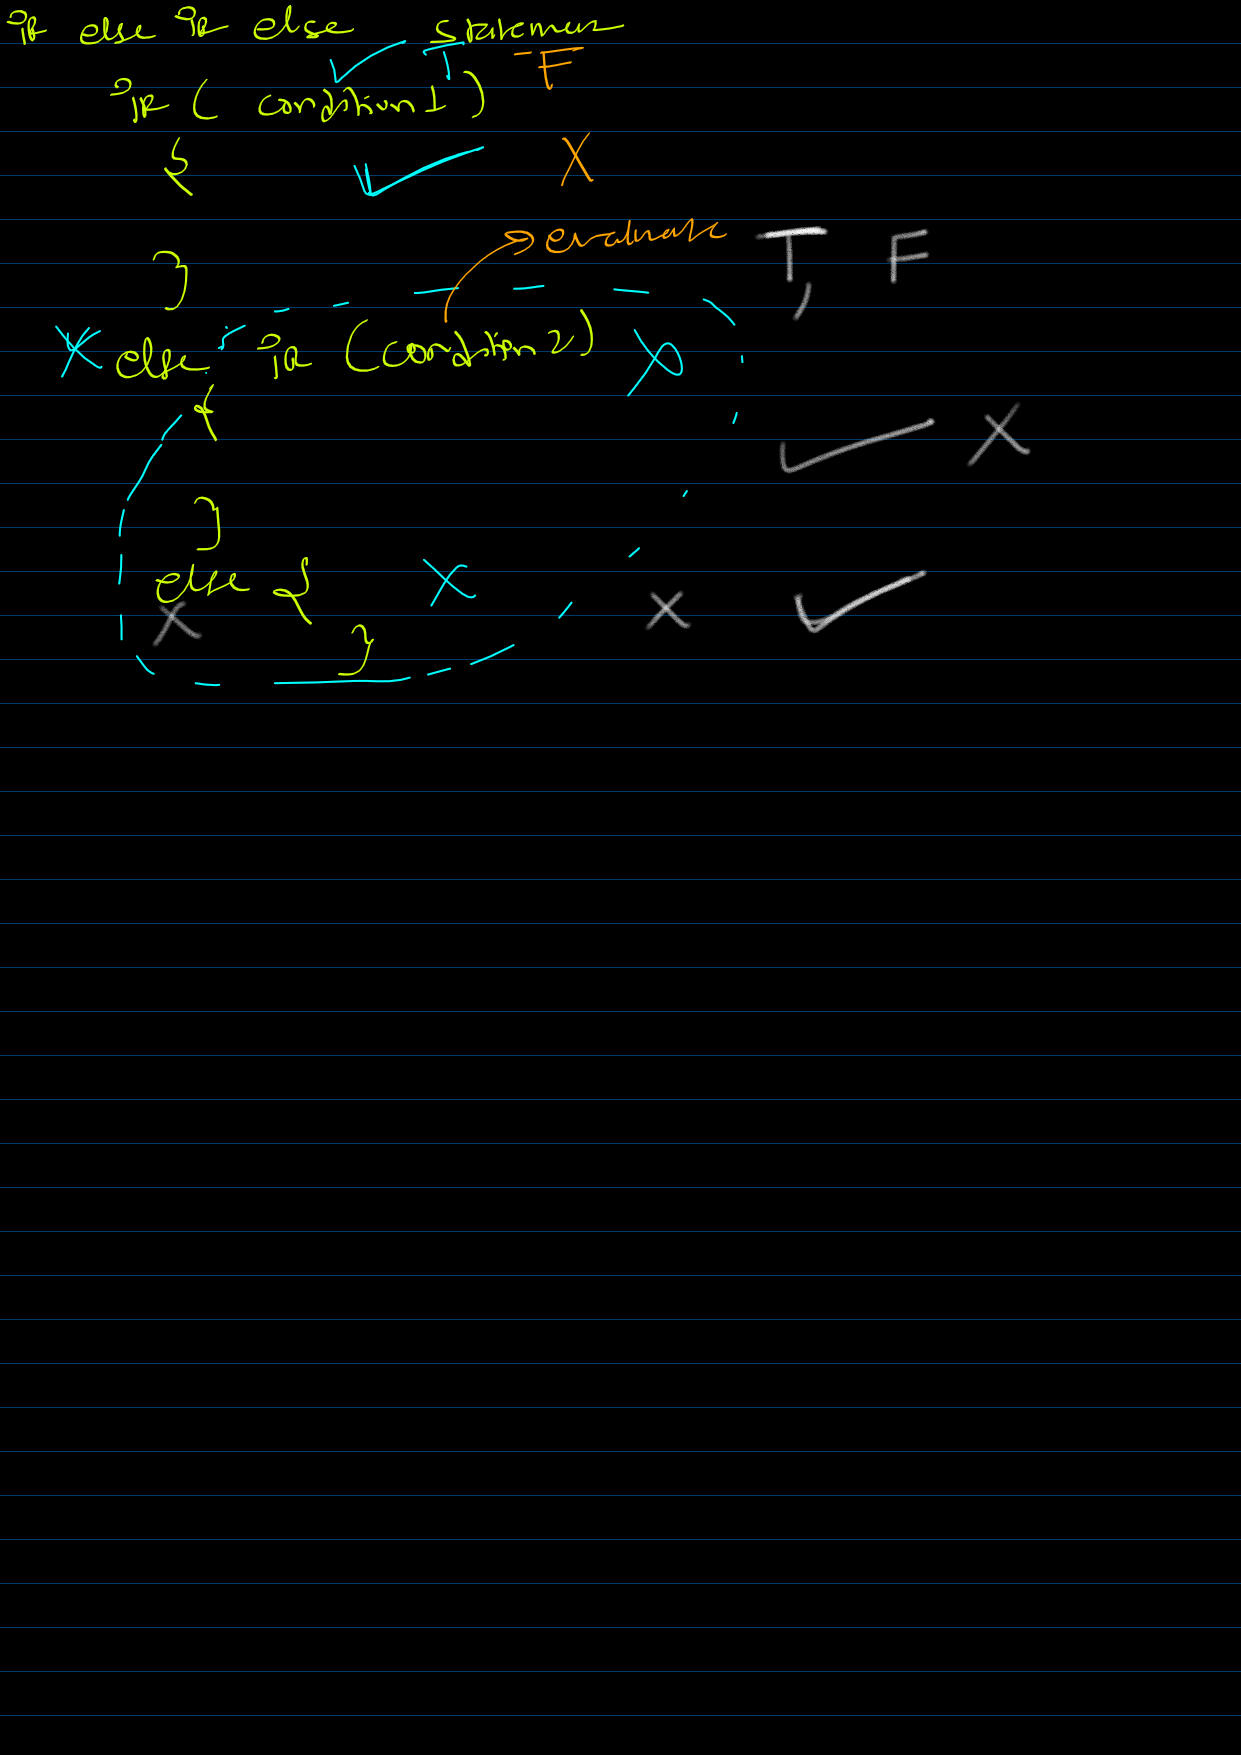 if else if else statement
T F
if ( condition 1 )
{
evaluate T, F
}
else if (condition 2)
{
}
else {
}